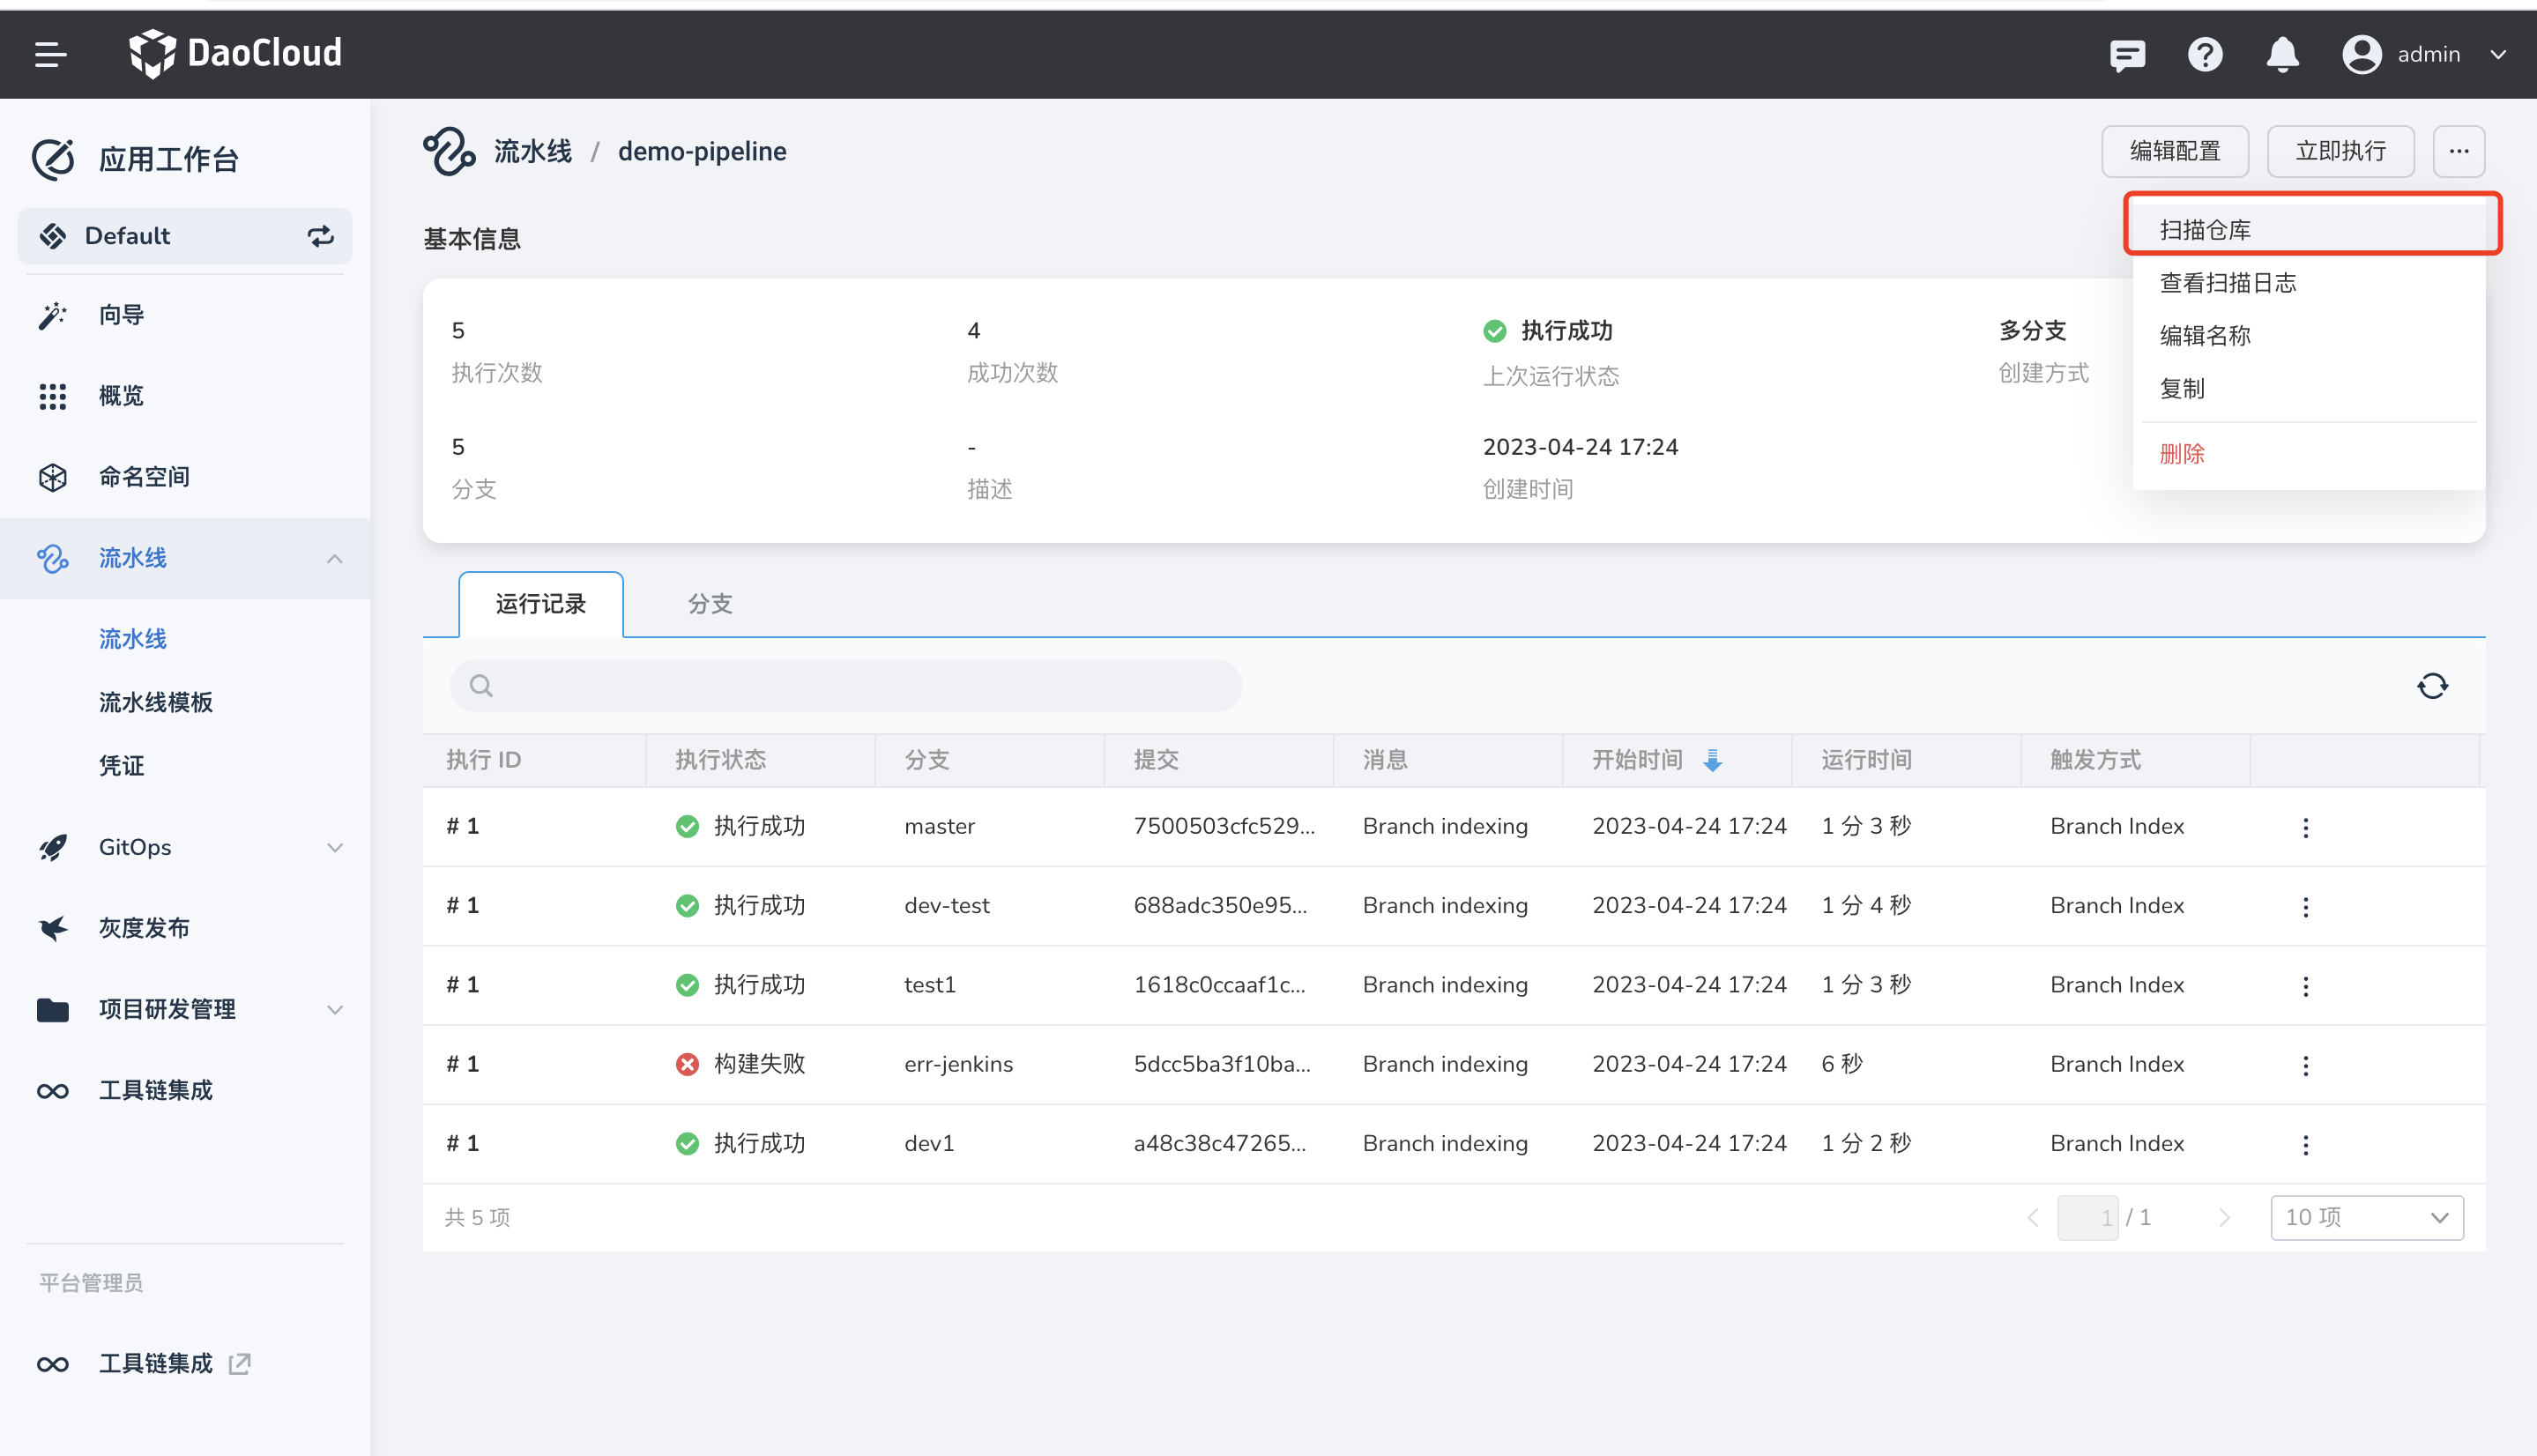 DaoCloud
admin
应用工作台
Default
向导
概览
命名空间
流水线
流水线
流水线模板
凭证
GitOps
灰度发布
项目研发管理
工具链集成
平台管理员
工具链集成
流水线 / demo-pipeline
编辑配置
立即执行
扫描仓库
查看扫描日志
编辑名称
复制
删除
基本信息
5
执行次数
4
成功次数
执行成功
上次运行状态
多分支
创建方式
5
分支
-
描述
2023-04-24 17:24
创建时间
运行记录 分支
执行 ID 执行状态 分支 提交 消息 开始时间 运行时间 触发方式
# 1 执行成功 master 7500503cfc529... Branch indexing 2023-04-24 17:24 1 分 3 秒 Branch Index
# 1 执行成功 dev-test 688adc350e95... Branch indexing 2023-04-24 17:24 1 分 4 秒 Branch Index
# 1 执行成功 test1 1618c0ccaaf1c... Branch indexing 2023-04-24 17:24 1 分 3 秒 Branch Index
# 1 构建失败 err-jenkins 5dcc5ba3f10ba... Branch indexing 2023-04-24 17:24 6 秒 Branch Index
# 1 执行成功 dev1 a48c38c47265... Branch indexing 2023-04-24 17:24 1 分 2 秒 Branch Index
共 5 项 1 / 1 10 项